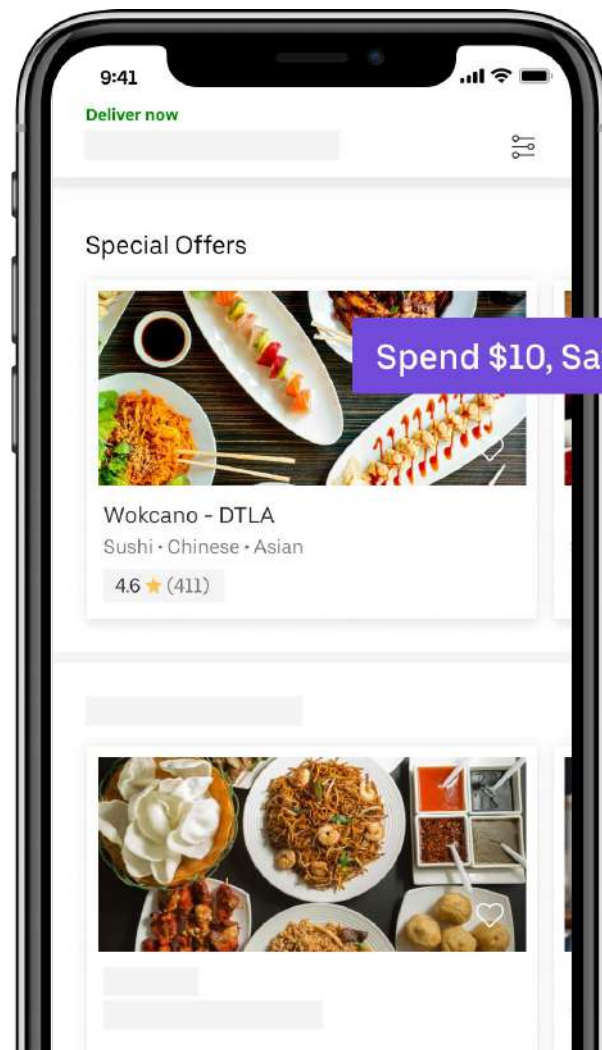 9:41
Deliver now
Special Offers
Spend $10, Sa
Wokcano - DTLA
Sushi • Chinese • Asian
4.6 ★ (411)